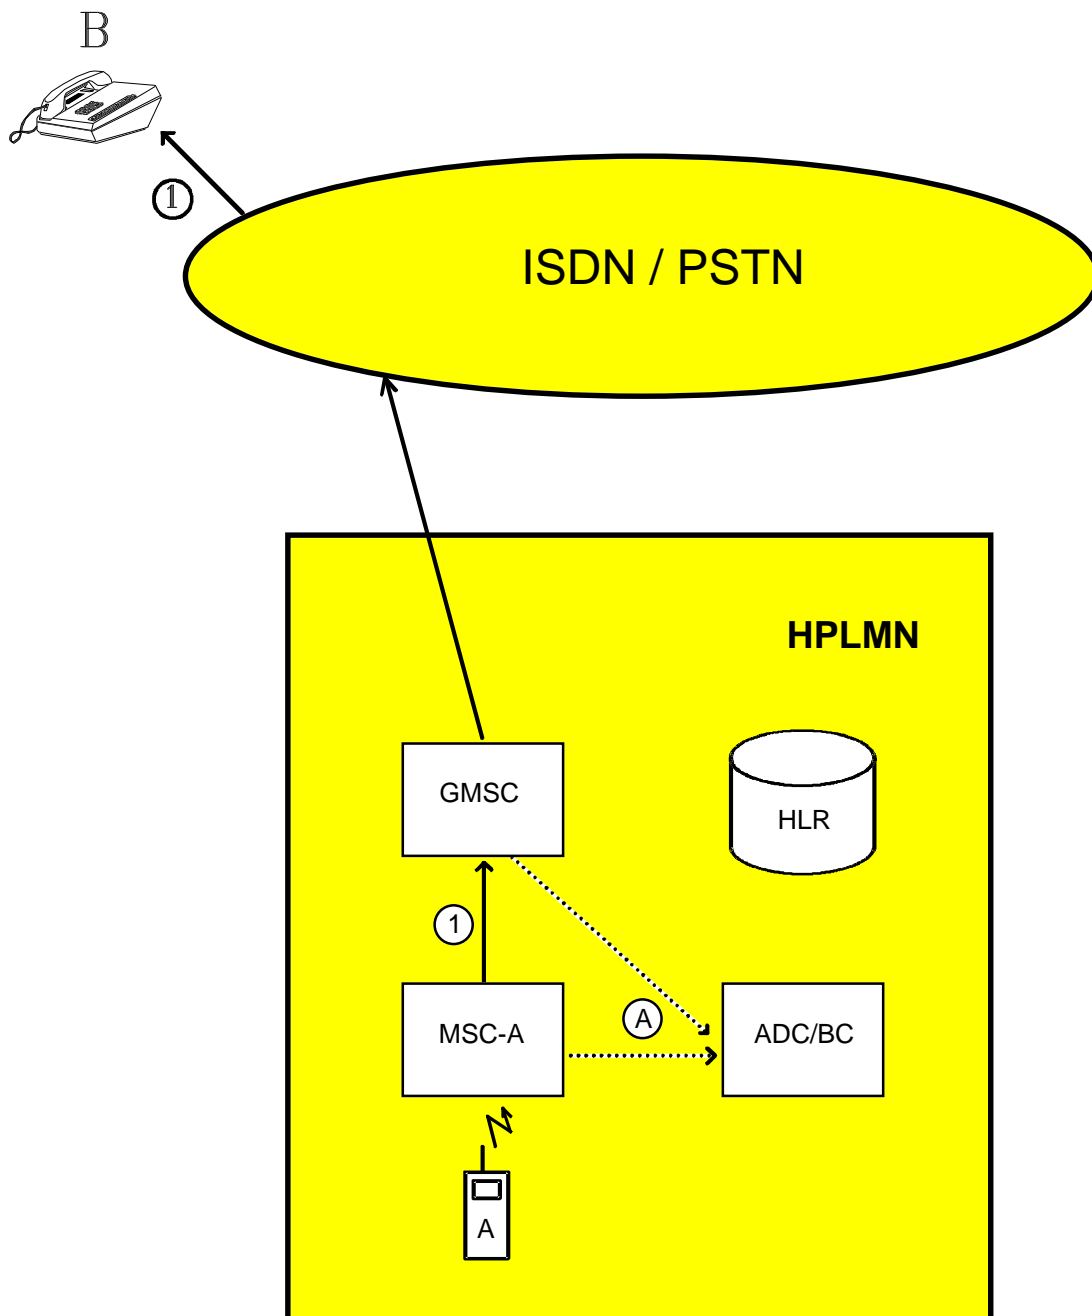 B
1
ISDN / PSTN
HPLMN
GMSC
HLR
1
MSC-A
A
ADC/BC
A